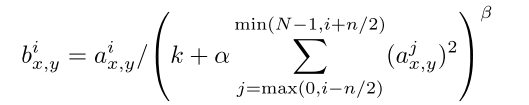 $b^i_{x,y} = a^i_{x,y} / \left( k + \alpha \sum_{j=\max(0,i-n/2)}^{\min(N-1,i+n/2)} (a^j_{x,y})^2 \right)^\beta$